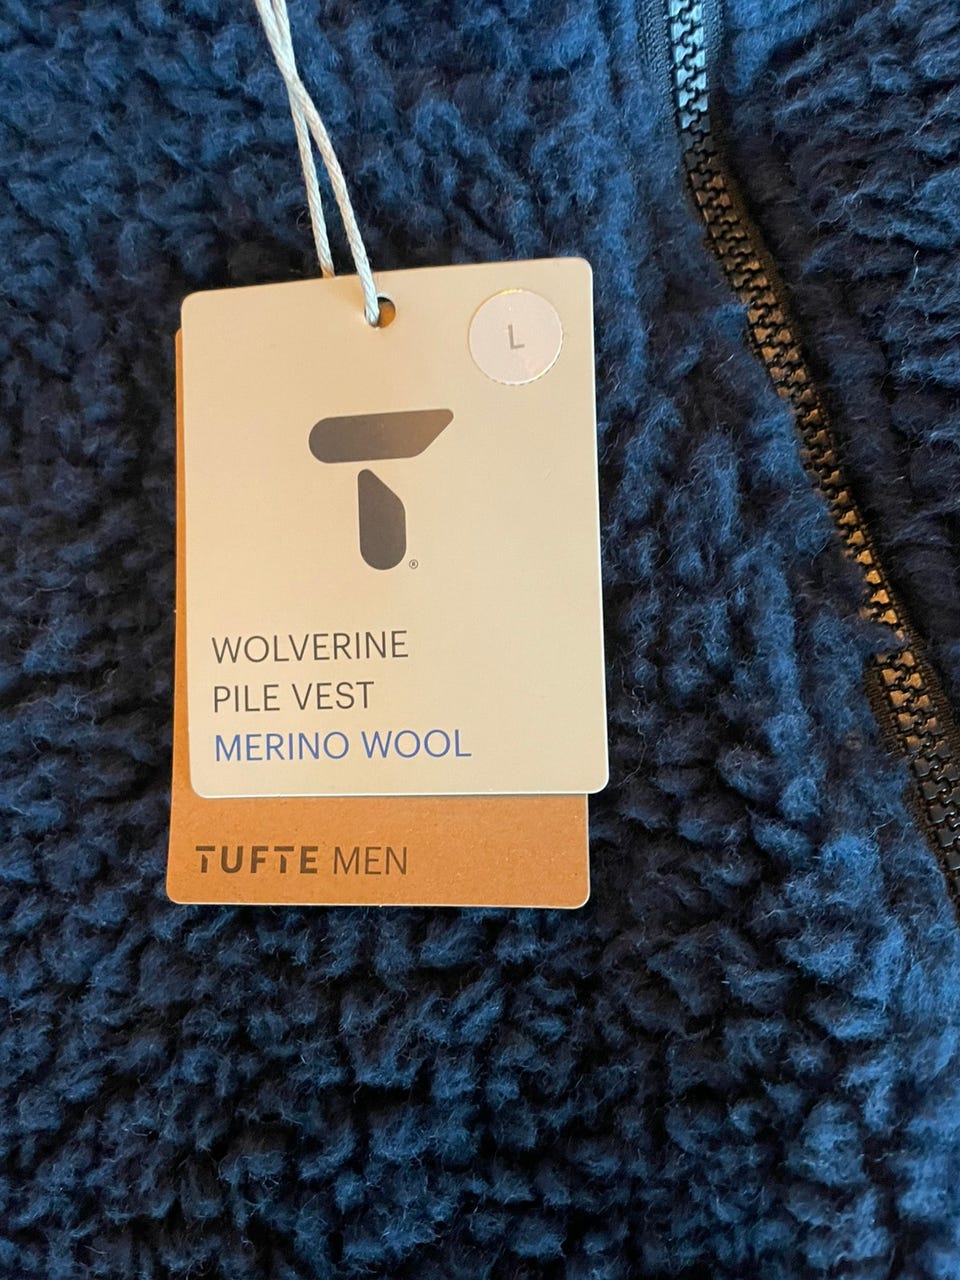 L
®
WOLVERINE
PILE VEST
MERINO WOOL
TUFTE MEN